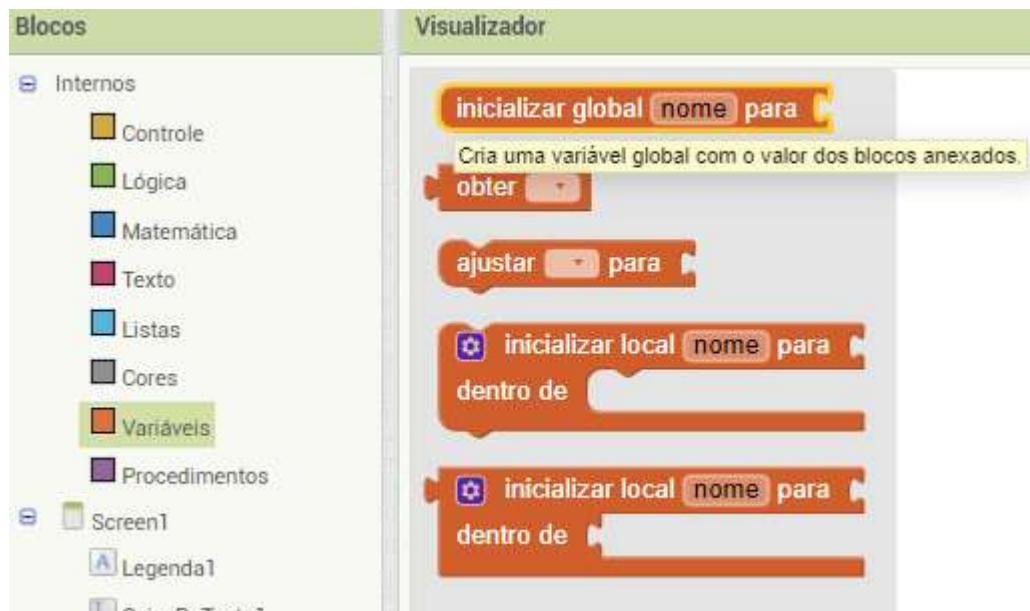 Blocos
Internos
Controle
Lógica
Matemática
Texto
Listas
Cores
Variáveis
Procedimentos
Screen1
Legenda1
Visualizador
inicializar global nome para
Cria uma variável global com o valor dos blocos anexados.
obter
ajustar para
inicializar local nome para
dentro de
inicializar local nome para
dentro de